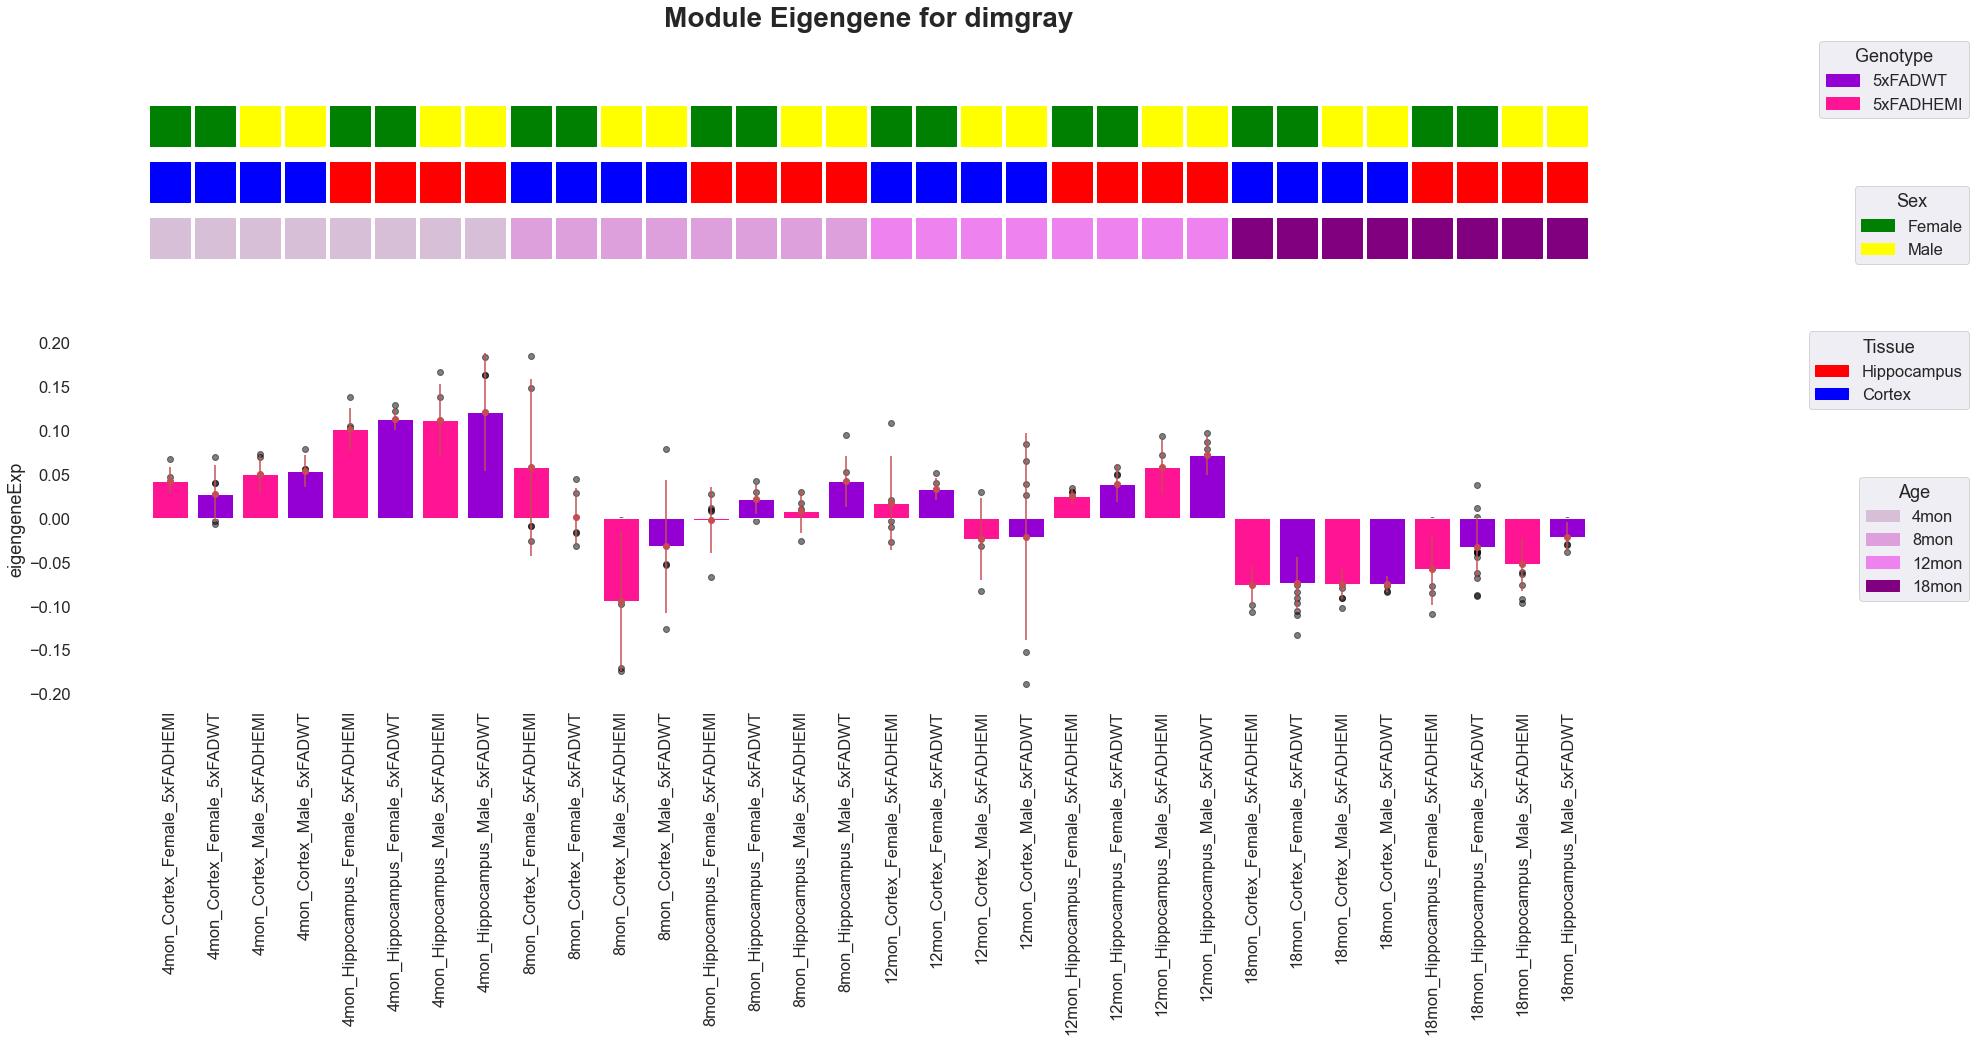 Module Eigengene for dimgray
Genotype
5xFADWT
5xFADHEMI
Sex
Female
Male
Tissue
Hippocampus
Cortex
Age
4mon
8mon
12mon
18mon
eigengeneExp
0.20
0.15
0.10
0.05
0.00
−0.05
−0.10
−0.15
−0.20
4mon_Cortex_Female_5xFADHEMI
4mon_Cortex_Female_5xFADWT
4mon_Cortex_Male_5xFADHEMI
4mon_Cortex_Male_5xFADWT
4mon_Hippocampus_Female_5xFADHEMI
4mon_Hippocampus_Female_5xFADWT
4mon_Hippocampus_Male_5xFADHEMI
4mon_Hippocampus_Male_5xFADWT
8mon_Cortex_Female_5xFADHEMI
8mon_Cortex_Female_5xFADWT
8mon_Cortex_Male_5xFADHEMI
8mon_Cortex_Male_5xFADWT
8mon_Hippocampus_Female_5xFADHEMI
8mon_Hippocampus_Female_5xFADWT
8mon_Hippocampus_Male_5xFADHEMI
8mon_Hippocampus_Male_5xFADWT
12mon_Cortex_Female_5xFADHEMI
12mon_Cortex_Female_5xFADWT
12mon_Cortex_Male_5xFADHEMI
12mon_Cortex_Male_5xFADWT
12mon_Hippocampus_Female_5xFADHEMI
12mon_Hippocampus_Female_5xFADWT
12mon_Hippocampus_Male_5xFADHEMI
12mon_Hippocampus_Male_5xFADWT
18mon_Cortex_Female_5xFADHEMI
18mon_Cortex_Female_5xFADWT
18mon_Cortex_Male_5xFADHEMI
18mon_Cortex_Male_5xFADWT
18mon_Hippocampus_Female_5xFADHEMI
18mon_Hippocampus_Female_5xFADWT
18mon_Hippocampus_Male_5xFADHEMI
18mon_Hippocampus_Male_5xFADWT